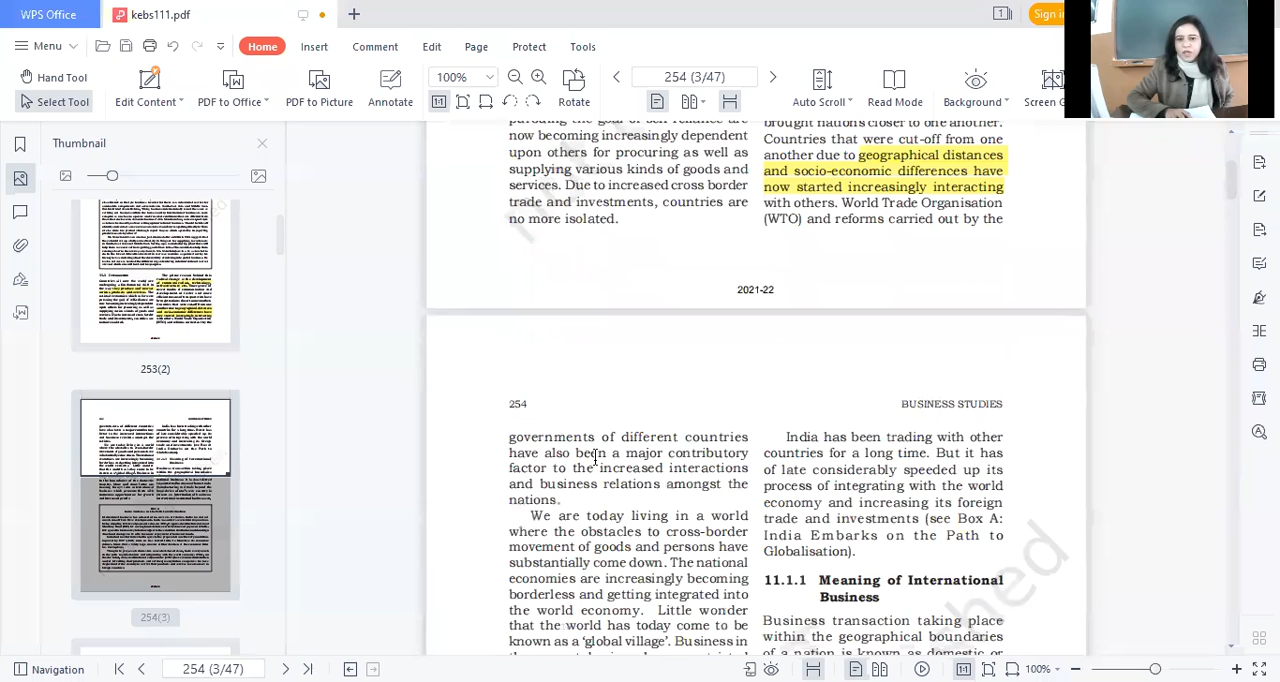 WPS Office
kebs111.pdf
1
Sign in
Menu
Home
Insert
Comment
Edit
Page
Protect
Tools
Hand Tool
Select Tool
Edit Content
PDF to Office
PDF to Picture
Annotate
100%
Rotate
254 (3/47)
Auto Scroll
Read Mode
Background
Screen
Thumbnail
253(2)
254(3)
now becoming increasingly dependent
upon others for procuring as well as
supplying various kinds of goods and
services. Due to increased cross border
trade and investments, countries are
no more isolated.
brought nations closer to one another.
Countries that were cut-off from one
another due to geographical distances
and socio-economic differences have
now started increasingly interacting
with others. World Trade Organisation
(WTO) and reforms carried out by the
2021-22
254
BUSINESS STUDIES
governments of different countries
have also been a major contributory
factor to the increased interactions
and business relations amongst the
nations.
We are today living in a world
where the obstacles to cross-border
movement of goods and persons have
substantially come down. The national
economies are increasingly becoming
borderless and getting integrated into
the world economy. Little wonder
that the world has today come to be
known as a ‘global village’. Business in
India has been trading with other
countries for a long time. But it has
of late considerably speeded up its
process of integrating with the world
economy and increasing its foreign
trade and investments (see Box A:
India Embarks on the Path to
Globalisation).
11.1.1 Meaning of International
Business
Business transaction taking place
within the geographical boundaries
of a nation is known as domestic or
Navigation
254 (3/47)
100%